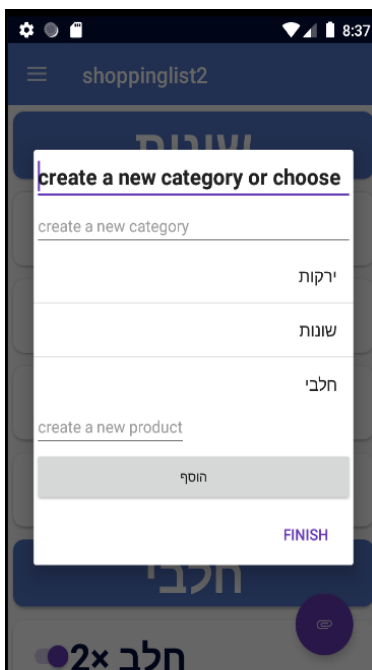 8:37
shoppinglist2
שונות
create a new category or choose
create a new category
ירקות
שונות
חלבי
create a new product
הוסף
FINISH
חלבי
חלב ×2